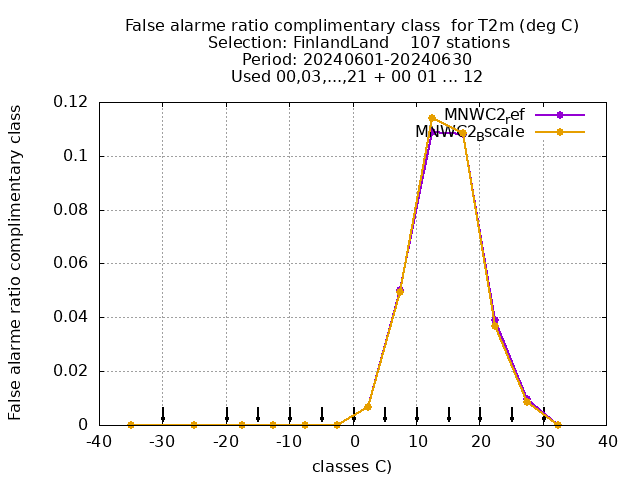 False alarme ratio complimentary class  for T2m (deg C)
Selection: FinlandLand    107 stations
Period: 20240601-20240630
Used 00,03,...,21 + 00 01 ... 12
False alarme ratio complimentary class
0.12
0.1
0.08
0.06
0.04
0.02
0
MNWC2_ref
MNWC2_Bscale
-40 -30 -20 -10 0 10 20 30 40
classes C)